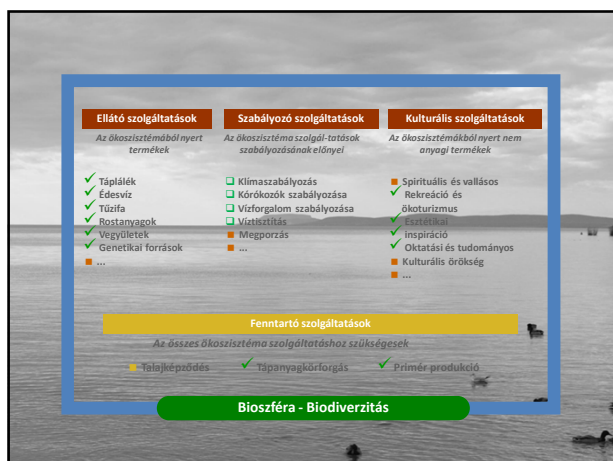 Ellátó szolgáltatások
Az ökoszisztémából nyert
termékek
✓ Táplálék
✓ Édesvíz
✓ Tűzifa
✓ Rostanyagok
✓ Vegyületek
✓ Genetikai források
■ ...
Szabályozó szolgáltatások
Az ökoszisztéma szolgál-tatások
szabályozásának előnyei
❑ Klímaszabályozás
❑ Kórókozók szabályozása
❑ Vízforgalom szabályozása
❑ Víztisztítás
■ Megporzás
■ ...
Kulturális szolgáltatások
Az ökoszisztémákból nyert nem
anyagi termékek
■ Spirituális és vallásos
✓ Rekreáció és
ökoturizmus
✓ Esztétikai
✓ inspiráció
✓ Oktatási és tudományos
■ Kulturális örökség
■ ...
Fenntartó szolgáltatások
Az összes ökoszisztéma szolgáltatáshoz szükségesek
■ Talajképződés ✓ Tápanyagkörforgás ✓ Primér produkció
Bioszféra - Biodiverzitás